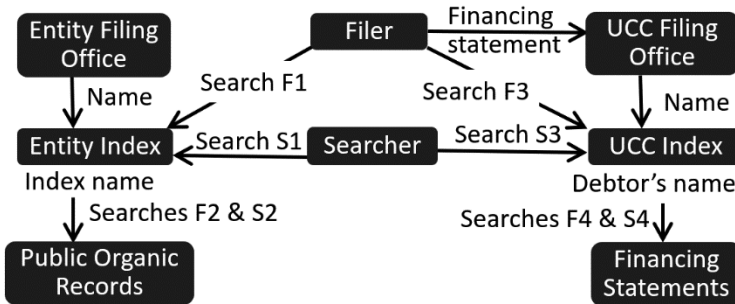 Entity Filing
Office
Filer
Financing
statement
UCC Filing
Office
Name
Search F1
Search F3
Name
Entity Index
Search S1
Searcher
Search S3
UCC Index
Index name
Debtor's name
Searches F2 & S2
Searches F4 & S4
Public Organic
Records
Financing
Statements